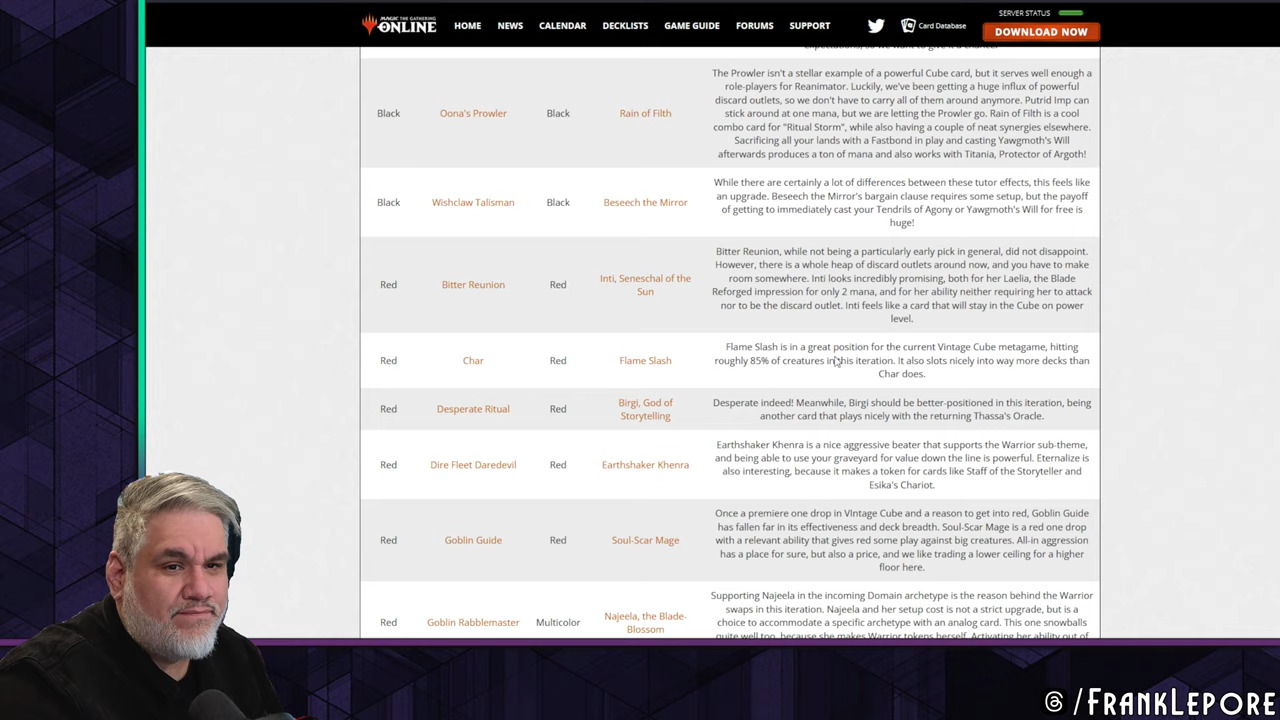 MAGIC THE GATHERING
ONLINE
HOME
NEWS
CALENDAR
DECKLISTS
GAME GUIDE
FORUMS
SUPPORT
Card Database
SERVER STATUS
DOWNLOAD NOW
expectations, so we want to give it a chance!
Black
Oona's Prowler
Black
Rain of Filth
The Prowler isn't a stellar example of a powerful Cube card, but it serves well enough a
role-players for Reanimator. Luckily, we've been getting a huge influx of powerful
discard outlets, so we don't have to carry all of them around anymore. Putrid Imp can
stick around at one mana, but we are letting the Prowler go. Rain of Filth is a cool
combo card for "Ritual Storm", while also having a couple of neat synergies elsewhere.
Sacrificing all your lands with a Fastbond in play and casting Yawgmoth's Will
afterwards produces a ton of mana and also works with Titania, Protector of Argoth!
Black
Wishclaw Talisman
Black
Beseech the Mirror
While there are certainly a lot of differences between these tutor effects, this feels like
an upgrade. Beseech the Mirror's bargain clause requires some setup, but the payoff
of getting to immediately cast your Tendrils of Agony or Yawgmoth's Will for free is
huge!
Red
Bitter Reunion
Red
Inti, Seneschal of the
Sun
Bitter Reunion, while not being a particularly early pick in general, did not disappoint.
However, there is a whole heap of discard outlets around now, and you have to make
room somewhere. Inti looks incredibly promising, both for her Laelia, the Blade
Reforged impression for only 2 mana, and for her ability neither requiring her to attack
nor to be the discard outlet. Inti feels like a card that will stay in the Cube on power
level.
Red
Char
Red
Flame Slash
Flame Slash is in a great position for the current Vintage Cube metagame, hitting
roughly 85% of creatures in this iteration. It also slots nicely into way more decks than
Char does.
Red
Desperate Ritual
Red
Birgi, God of
Storytelling
Desperate indeed! Meanwhile, Birgi should be better-positioned in this iteration, being
another card that plays nicely with the returning Thassa's Oracle.
Red
Dire Fleet Daredevil
Red
Earthshaker Khenra
Earthshaker Khenra is a nice aggressive beater that supports the Warrior sub-theme,
and being able to use your graveyard for value down the line is powerful. Eternalize is
also interesting, because it makes a token for cards like Staff of the Storyteller and
Esika's Chariot.
Red
Goblin Guide
Red
Soul-Scar Mage
Once a premiere one drop in VIntage Cube and a reason to get into red, Goblin Guide
has fallen far in its effectiveness and deck breadth. Soul-Scar Mage is a red one drop
with a relevant ability that gives red some play against big creatures. All-in aggression
has a place for sure, but also a price, and we like trading a lower ceiling for a higher
floor here.
Red
Goblin Rabblemaster
Multicolor
Najeela, the Blade-
Blossom
Supporting Najeela in the incoming Domain archetype is the reason behind the Warrior
swaps in this iteration. Najeela and her setup cost is not a strict upgrade, but is a
choice to accommodate a specific archetype with an analog card. This one snowballs
quite well too, because she makes Warrior tokens herself. Activating her ability out of
/FRANKLEPORE